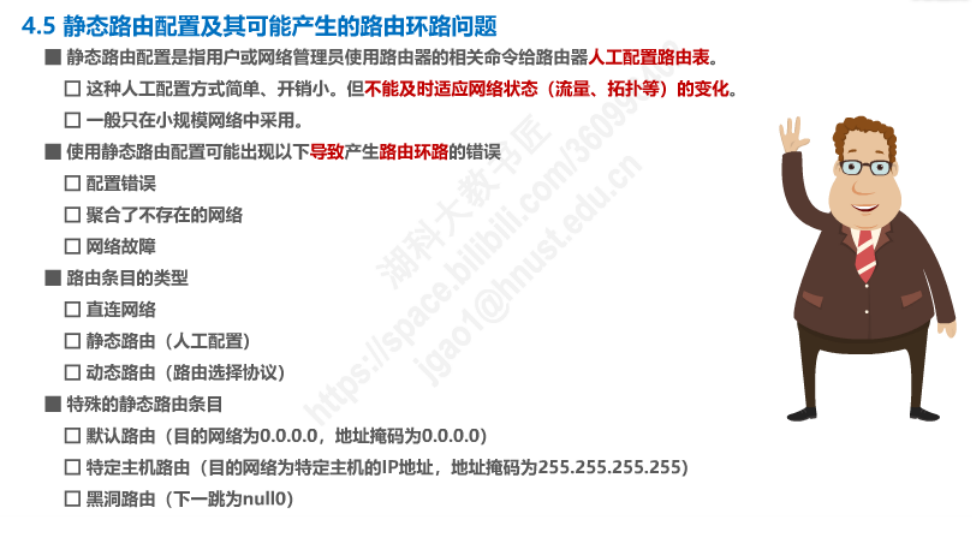 4.5 静态路由配置及其可能产生的路由环路问题
静态路由配置是指用户或网络管理员使用路由器的相关命令给路由器人工配置路由表。
这种人工配置方式简单、开销小。但不能及时适应网络状态（流量、拓扑等）的变化。
一般只在小规模网络中采用。
使用静态路由配置可能出现以下导致产生路由环路的错误
配置错误
聚合了不存在的网络
网络故障
路由条目的类型
直连网络
静态路由（人工配置）
动态路由（路由选择协议）
特殊的静态路由条目
默认路由（目的网络为0.0.0.0，地址掩码为0.0.0.0）
特定主机路由（目的网络为特定主机的IP地址，地址掩码为255.255.255.255）
黑洞路由（下一跳为null0）
湖科大教书匠
jgao1@hnust.edu.cn